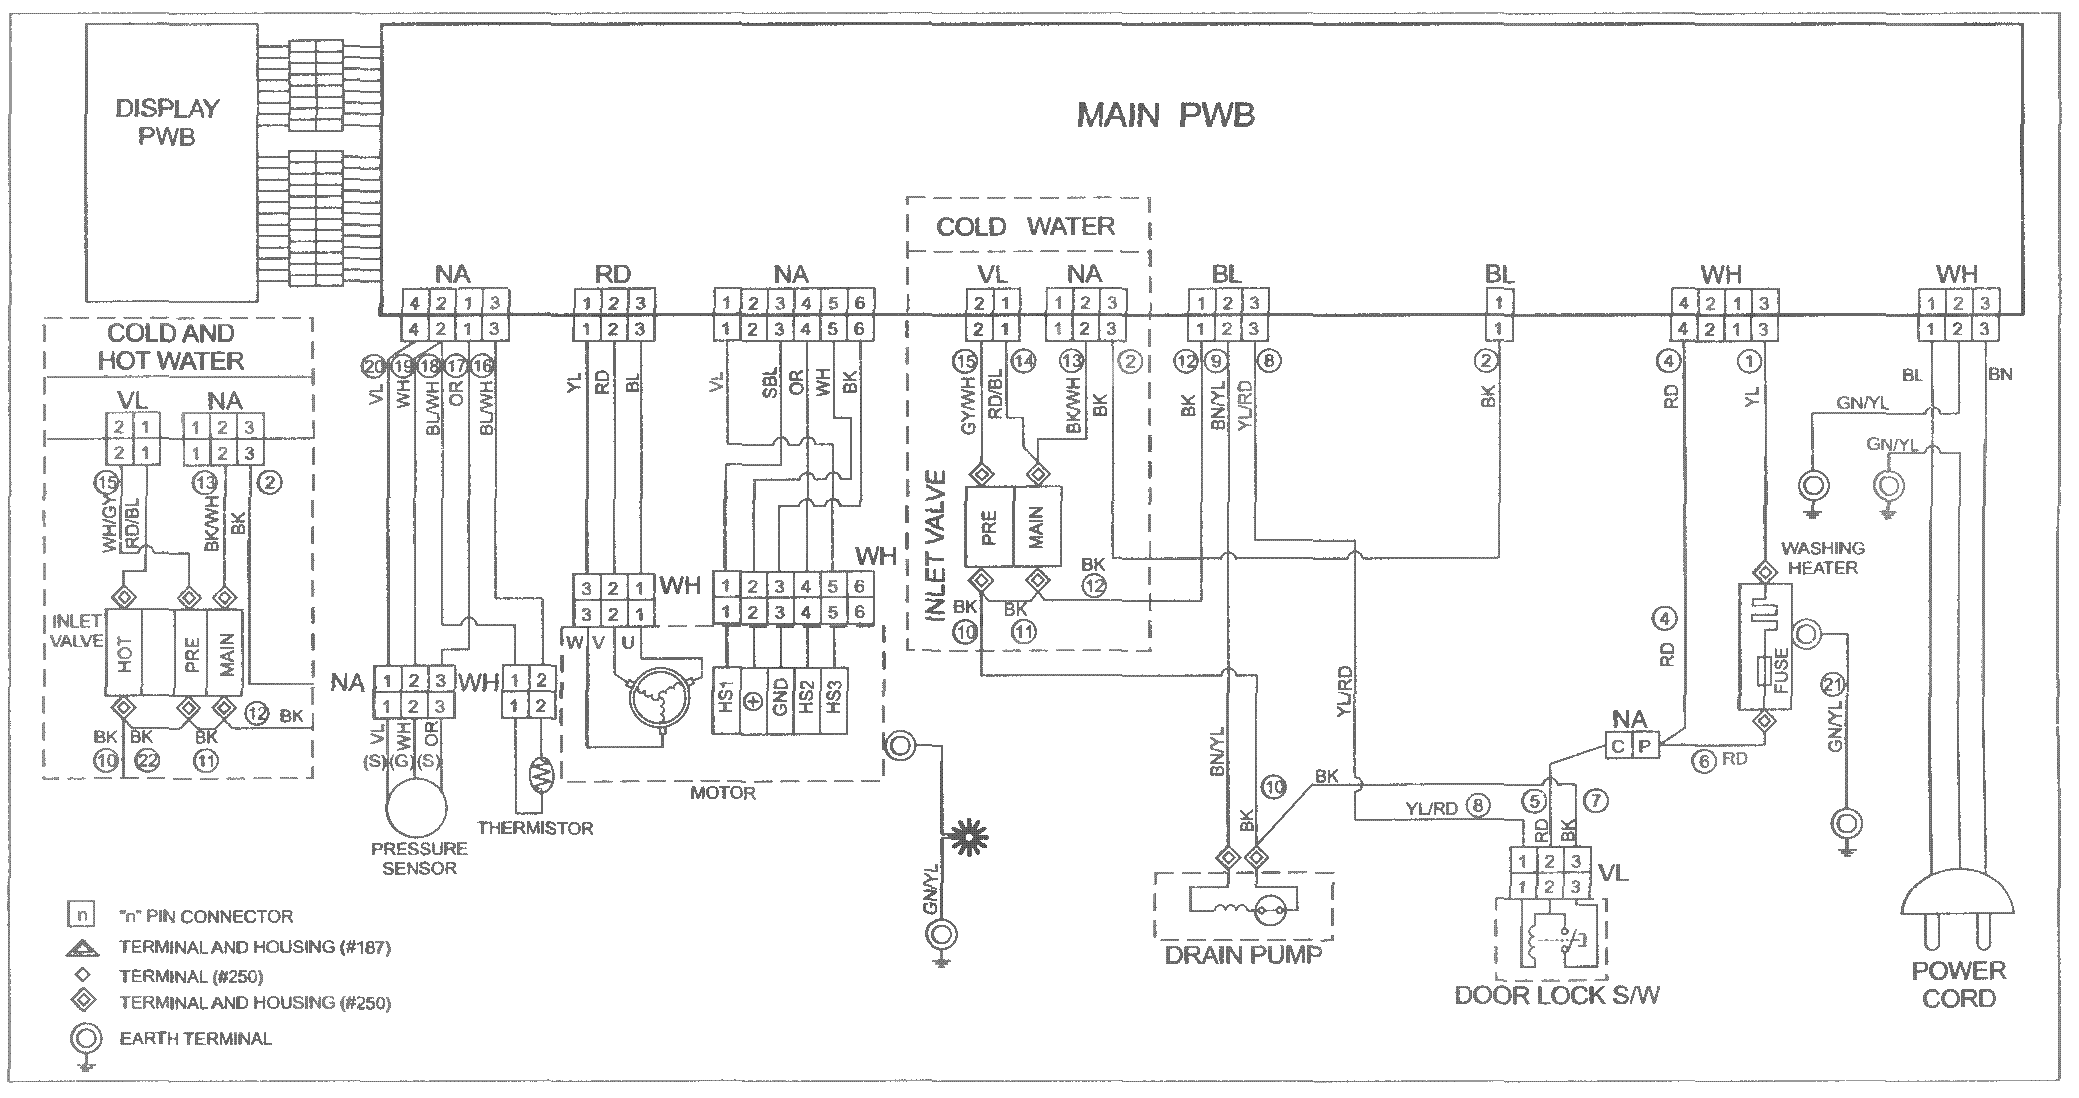 DISPLAY
PWB
MAIN PWB
COLD WATER
NA RD NA VL NA BL BL WH WH
4 2 1 3 1 2 3 1 2 3 4 5 6 2 1 1 2 3 1 2 3 1 4 2 1 3 1 2 3
4 2 1 3 1 2 3 1 2 3 4 5 6 2 1 1 2 3 1 2 3 1 4 2 1 3 1 2 3
20 19 18 17 16 15 14 13 2 12 9 8 2 4 1
VL WH BL/WH OR BL/WH YL RD BL VL SBL OR WH BK GY/WH RD/BL BK/WH BK BK BN/YL YL/RD BK RD YL BL BN
GN/YL
GN/YL
COLD AND
HOT WATER
VL NA
2 1 1 2 3
2 1 1 2 3
15 13 2
WH/GY RD/BL BK/WH BK
INLET
VALVE
HOT PRE MAIN
12 BK
BK BK BK
10 22 11
INLET VALVE
PRE MAIN
BK
12
BK BK
10 11
WH
3 2 1 WH 1 2 3 4 5 6
3 2 1 1 2 3 4 5 6
W V U
HS1 GND HS2 HS3
MOTOR
NA 1 2 3 WH 1 2
1 2 3 1 2
VL WH OR
(S) (G) (S)
THERMISTOR
PRESSURE
SENSOR
GN/YL
BN/YL
YL/RD
10
BK
BK
YL/RD 8
5 7
RD BK
1 2 3
1 2 3
VL
DRAIN PUMP
DOOR LOCK S/W
WASHING
HEATER
4
RD
FUSE
21
GN/YL
NA
C P
6 RD
POWER
CORD
n "n" PIN CONNECTOR
TERMINAL AND HOUSING (#187)
TERMINAL (#250)
TERMINAL AND HOUSING (#250)
EARTH TERMINAL